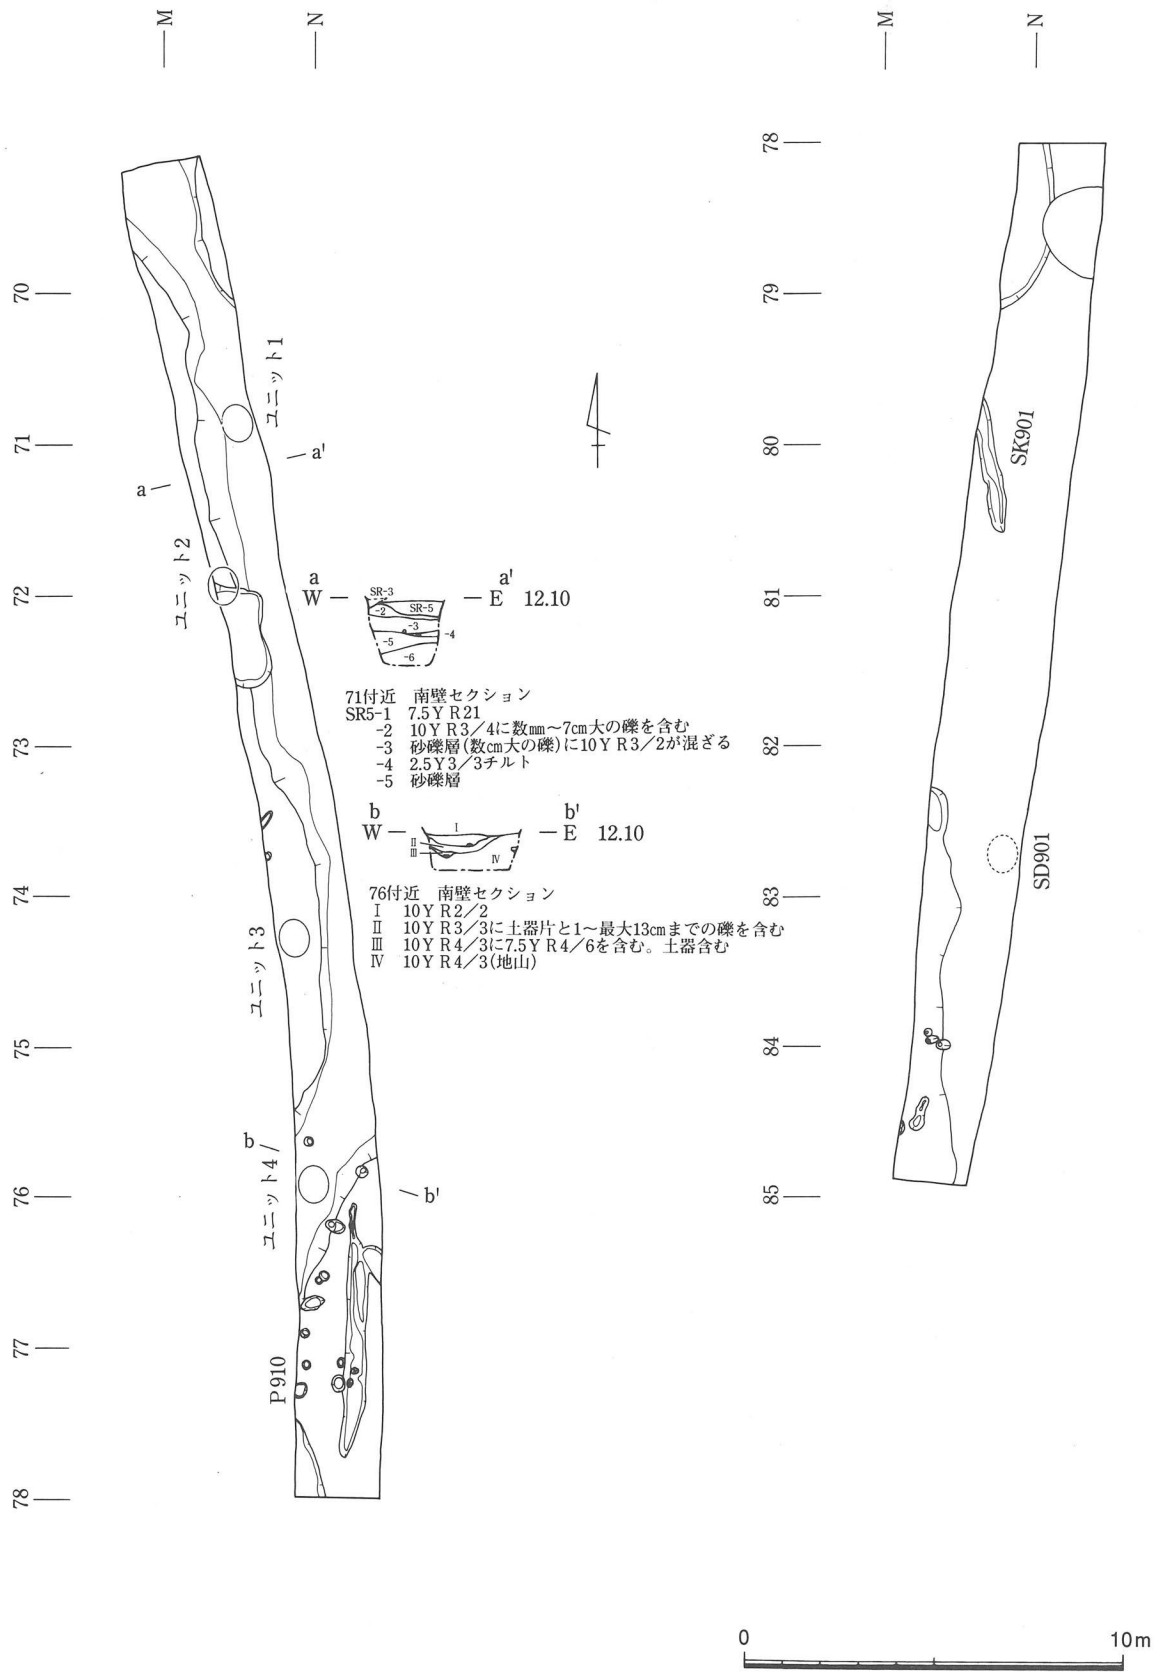 M
N
M
N
70
71
72
73
74
75
76
77
78
ユニット1
a'
a
ユニット2
ユニット3
b
ユニット4
b'
P910
a a'
W E 12.10
SR-3
-2 SR-5
-3
-4
-5
-6
71付近 南壁セクション
SR5-1 7.5YR21
-2 10YR3/4に数mm~7cm大の礫を含む
-3 砂礫層(数cm大の礫)に10YR3/2が混ざる
-4 2.5Y3/3チルト
-5 砂礫層
b b'
W E 12.10
I
II
III
IV
76付近 南壁セクション
I 10YR2/2
II 10YR3/3に土器片と1~最大13cmまでの礫を含む
III 10YR4/3に7.5YR4/6を含む。土器含む
IV 10YR4/3(地山)
78
79
80
81
82
83
84
85
SK901
SD901
0 10m